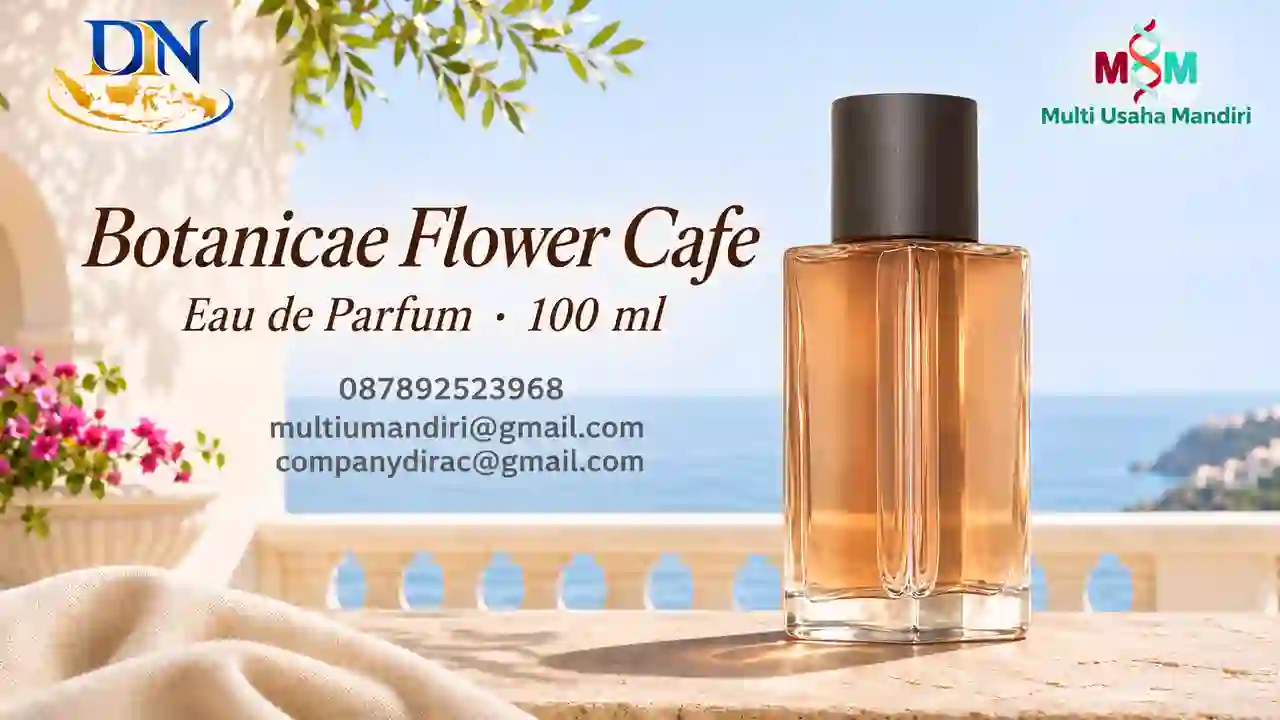 DN
M M
Multi Usaha Mandiri
Botanicae Flower Cafe
Eau de Parfum · 100 ml
087892523968
multiumandiri@gmail.com
companydirac@gmail.com